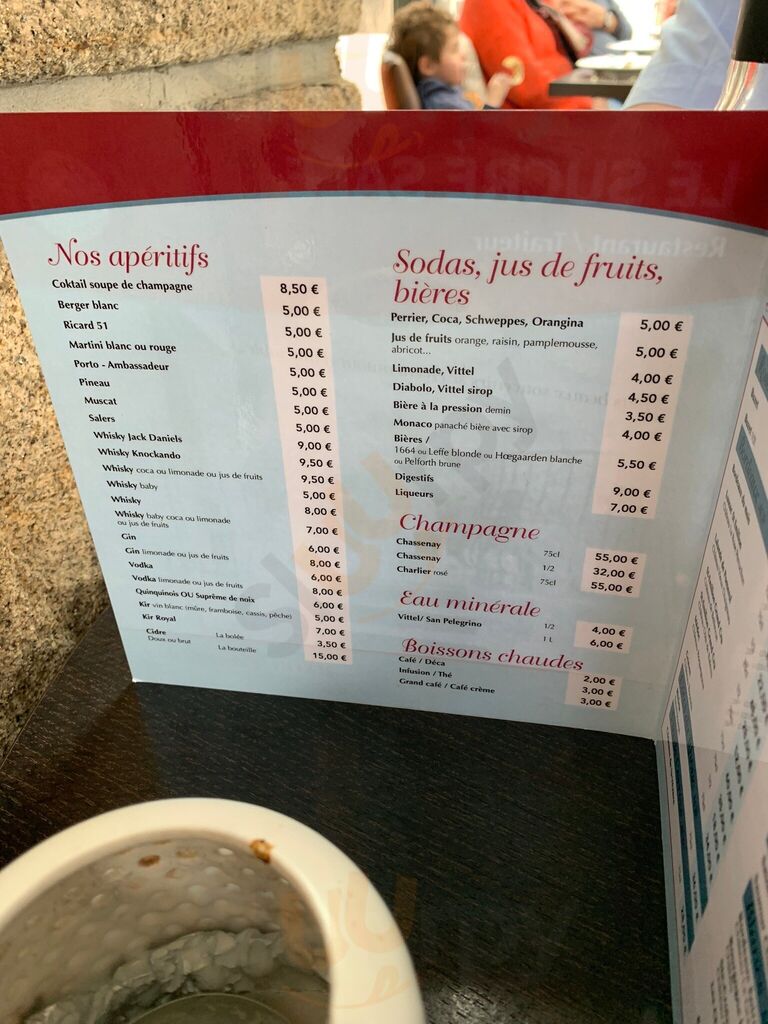 LE SUCRÉ SA
Restaurant / Traiteur
Nos apéritifs
Coktail soupe de champagne 8,50 €
Berger blanc 5,00 €
Ricard 51 5,00 €
Martini blanc ou rouge 5,00 €
Porto - Ambassadeur 5,00 €
Pineau 5,00 €
Muscat 5,00 €
Salers 5,00 €
Whisky Jack Daniels 9,00 €
Whisky Knockando 9,50 €
Whisky coca ou limonade ou jus de fruits 9,50 €
Whisky baby 5,00 €
Whisky 8,00 €
Whisky baby coca ou limonade
ou jus de fruits 7,00 €
Gin 6,00 €
Gin limonade ou jus de fruits 8,00 €
Vodka 6,00 €
Vodka limonade ou jus de fruits 8,00 €
Quinquinois OU Suprême de noix 6,00 €
Kir vin blanc (mûre, framboise, cassis, pêche) 5,00 €
Kir Royal 7,00 €
Cidre La bolée 3,50 €
Doux ou brut La bouteille 15,00 €
Sodas, jus de fruits,
bières
Perrier, Coca, Schweppes, Orangina 5,00 €
Jus de fruits orange, raisin, pamplemousse,
abricot... 5,00 €
Limonade, Vittel 4,00 €
Diabolo, Vittel sirop 4,50 €
Bière à la pression demin 3,50 €
Monaco panaché bière avec sirop 4,00 €
Bières /
1664 ou Leffe blonde ou Hœgaarden blanche
ou Pelforth brune 5,50 €
Digestifs 9,00 €
Liqueurs 7,00 €
Champagne
Chassenay 75cl 55,00 €
Chassenay 1/2 32,00 €
Charlier rosé 75cl 55,00 €
Eau minérale
Vittel/ San Pelegrino 1/2 4,00 €
1 L 6,00 €
Boissons chaudes
Café / Déca 2,00 €
Infusion / Thé 3,00 €
Grand café / Café crème 3,00 €